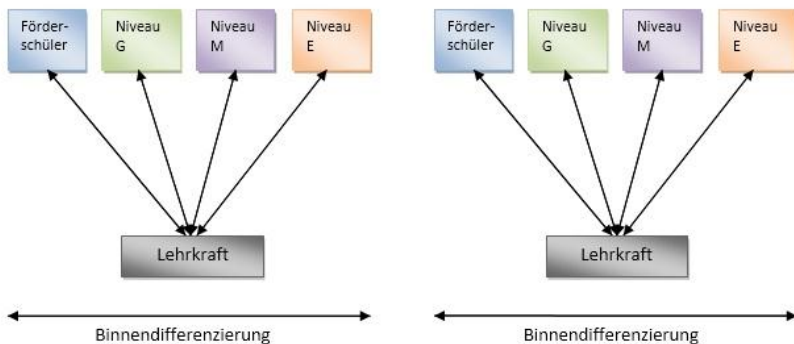 Förder-
schüler
Niveau
G
Niveau
M
Niveau
E
Lehrkraft
Binnendifferenzierung
Förder-
schüler
Niveau
G
Niveau
M
Niveau
E
Lehrkraft
Binnendifferenzierung